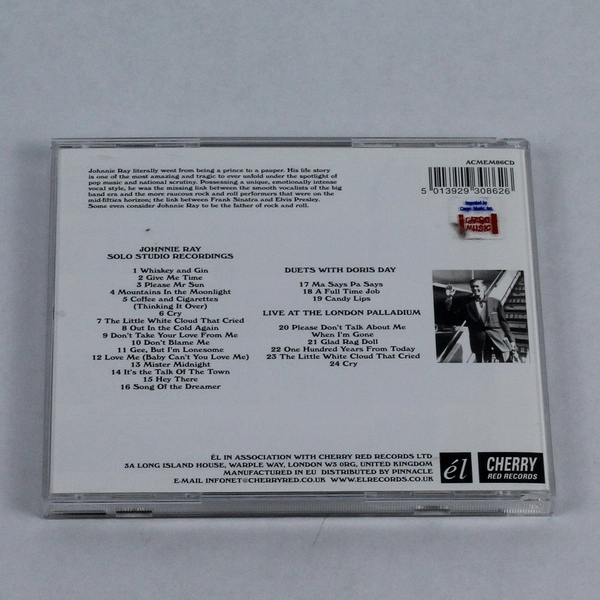 ACMEM86CD
Johnnie Ray literally went from being a prince to a pauper. His life story
is one of the most amazing and tragic to ever unfold under the spotlight of
pop music and national scrutiny. Possessing a unique, emotionally intense
vocal style, he was the missing link between the smooth vocalists of the big
band era and the more raucous rock and roll performers that were on the
mid-fifties horizon; the link between Frank Sinatra and Elvis Presley.
Some even consider Johnnie Ray to be the father of rock and roll.
5 013929 308626
Imported by
Cargo Music, Inc.
CARGO
MUSIC
JOHNNIE RAY
SOLO STUDIO RECORDINGS
1 Whiskey and Gin
2 Give Me Time
3 Please Mr Sun
4 Mountains in the Moonlight
5 Coffee and Cigarettes
(Thinking It Over)
6 Cry
7 The Little White Cloud That Cried
8 Out in the Cold Again
9 Don't Take Your Love From Me
10 Don't Blame Me
11 Gee, But I'm Lonesome
12 Love Me (Baby Can't You Love Me)
13 Mister Midnight
14 It's the Talk Of The Town
15 Hey There
16 Song of the Dreamer
DUETS WITH DORIS DAY
17 Ma Says Pa Says
18 A Full Time Job
19 Candy Lips
LIVE AT THE LONDON PALLADIUM
20 Please Don't Talk About Me
When I'm Gone
21 Glad Rag Doll
22 One Hundred Years From Today
23 The Little White Cloud That Cried
24 Cry
ÉL IN ASSOCIATION WITH CHERRY RED RECORDS LTD
3A LONG ISLAND HOUSE, WARPLE WAY, LONDON W3 0RG, UNITED KINGDOM
MANUFACTURED IN EU DISTRIBUTED BY PINNACLE
E-MAIL INFONET@CHERRYRED.CO.UK WWW.ELRECORDS.CO.UK
él
CHERRY
RED RECORDS